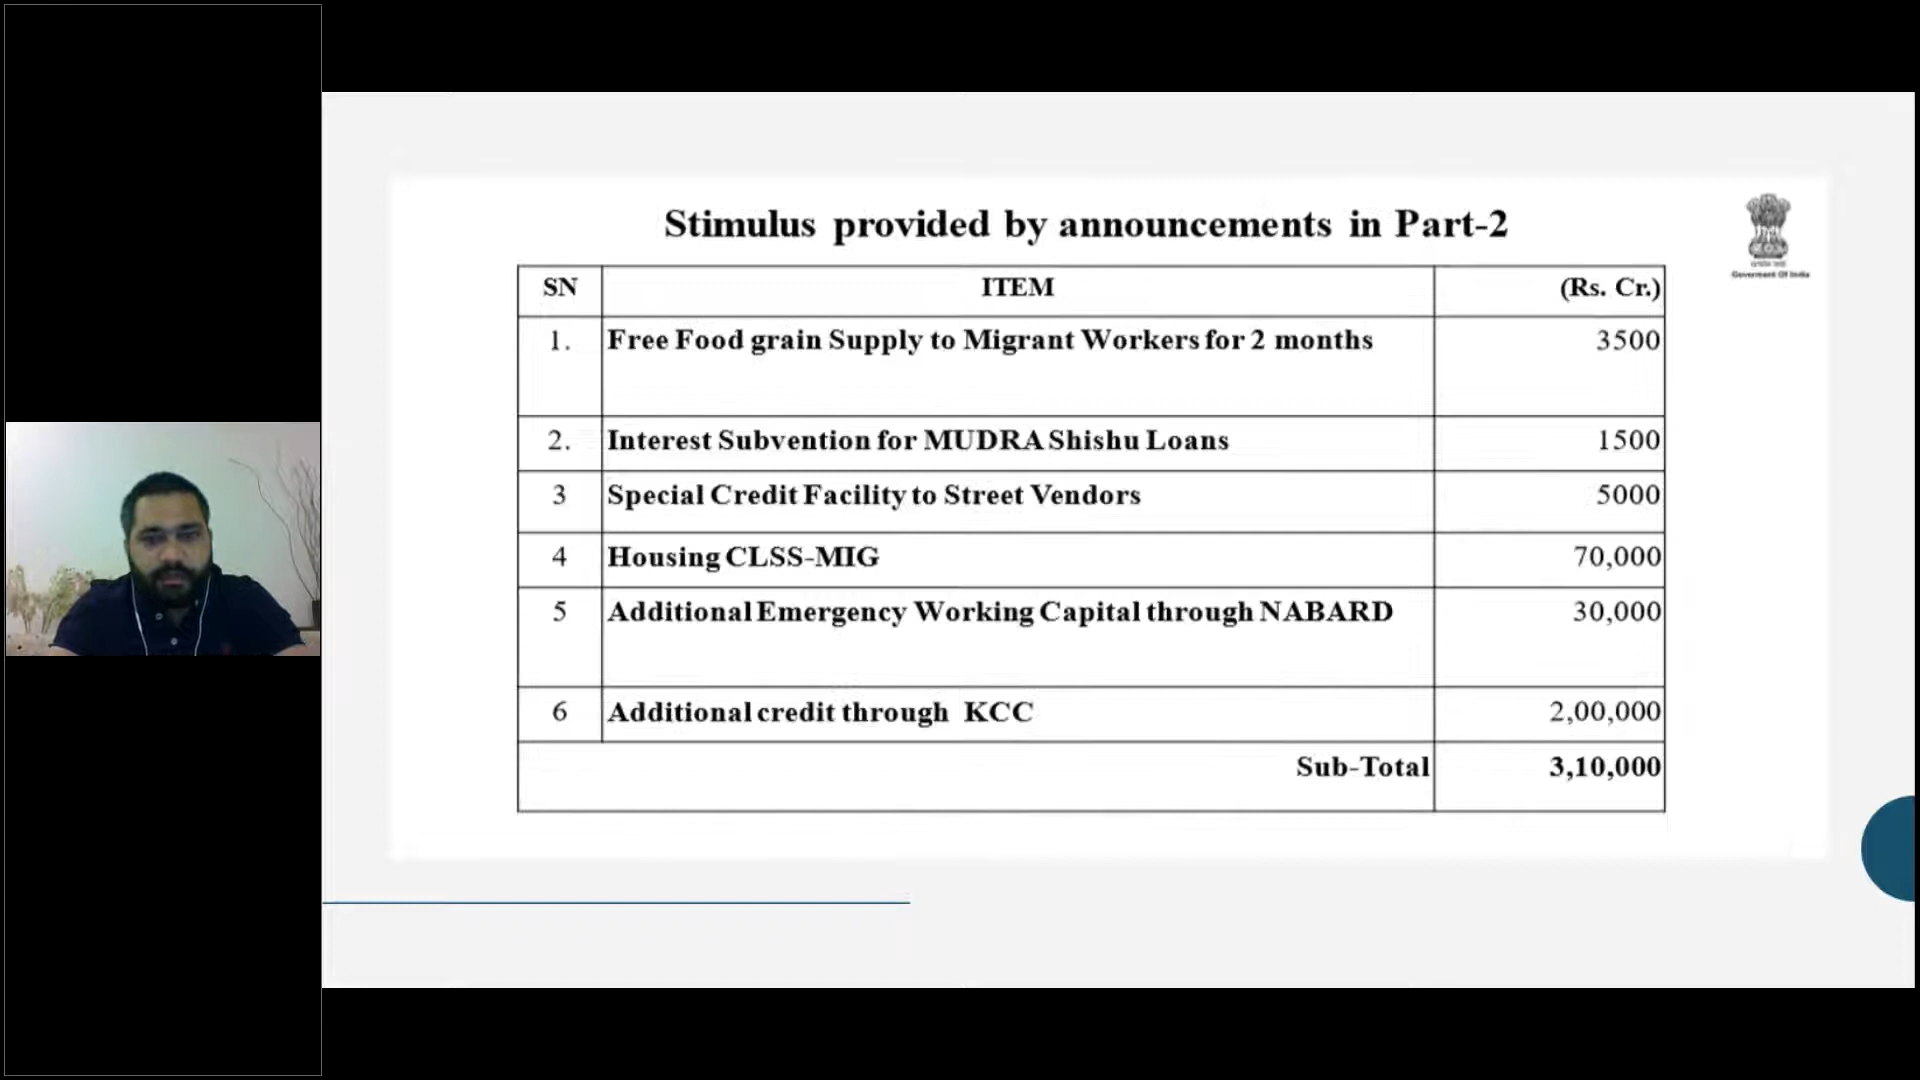 Stimulus provided by announcements in Part-2
Government Of India
SN ITEM (Rs. Cr.)
1. Free Food grain Supply to Migrant Workers for 2 months 3500
2. Interest Subvention for MUDRA Shishu Loans 1500
3 Special Credit Facility to Street Vendors 5000
4 Housing CLSS-MIG 70,000
5 Additional Emergency Working Capital through NABARD 30,000
6 Additional credit through KCC 2,00,000
Sub-Total 3,10,000